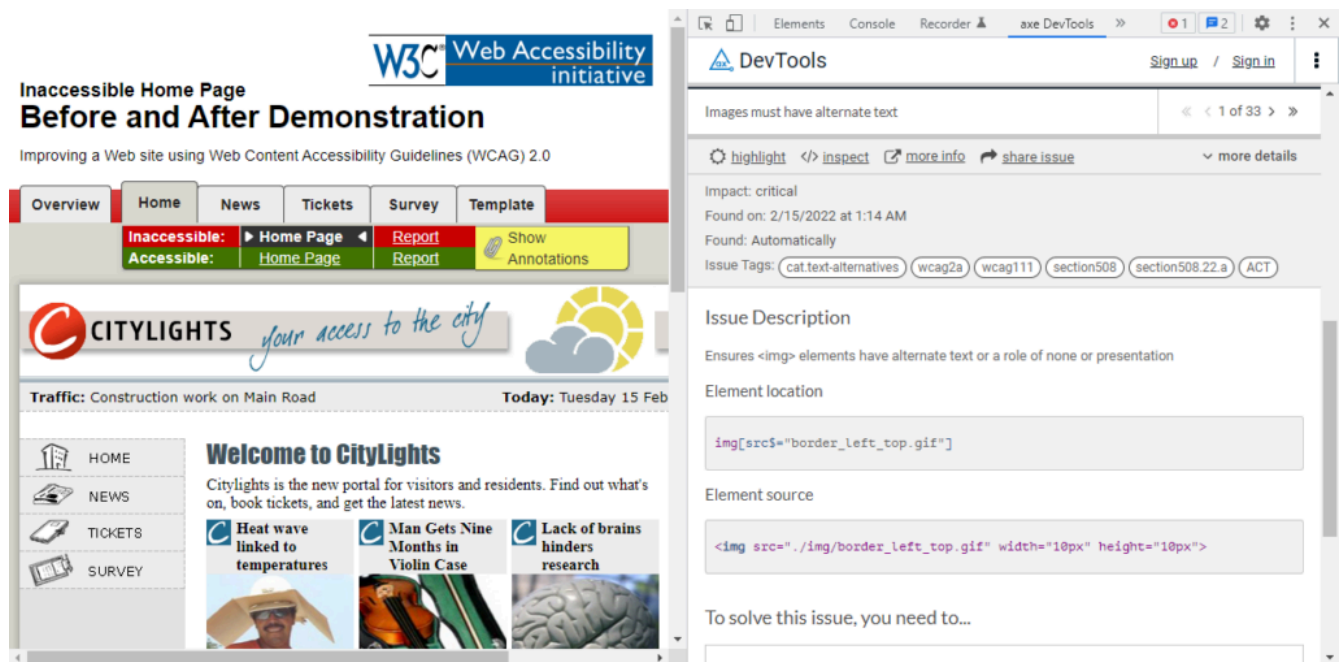 W3C® Web Accessibility
initiative
Inaccessible Home Page
Before and After Demonstration
Improving a Web site using Web Content Accessibility Guidelines (WCAG) 2.0
Overview Home News Tickets Survey Template
Inaccessible: Home Page Report
Accessible: Home Page Report
Show
Annotations
CITYLIGHTS your access to the city
Traffic: Construction work on Main Road Today: Tuesday 15 Feb
HOME
NEWS
TICKETS
SURVEY
Welcome to CityLights
Citylights is the new portal for visitors and residents. Find out what's
on, book tickets, and get the latest news.
Heat wave
linked to
temperatures
Man Gets Nine
Months in
Violin Case
Lack of brains
hinders
research
Elements Console Recorder axe DevTools » 1 2
ax DevTools Sign up / Sign in
Images must have alternate text « < 1 of 33 > »
highlight </> inspect more info share issue more details
Impact: critical
Found on: 2/15/2022 at 1:14 AM
Found: Automatically
Issue Tags: cat.text-alternatives wcag2a wcag111 section508 section508.22.a ACT
Issue Description
Ensures <img> elements have alternate text or a role of none or presentation
Element location
img[src$="border_left_top.gif"]
Element source
<img src="./img/border_left_top.gif" width="10px" height="10px">
To solve this issue, you need to...